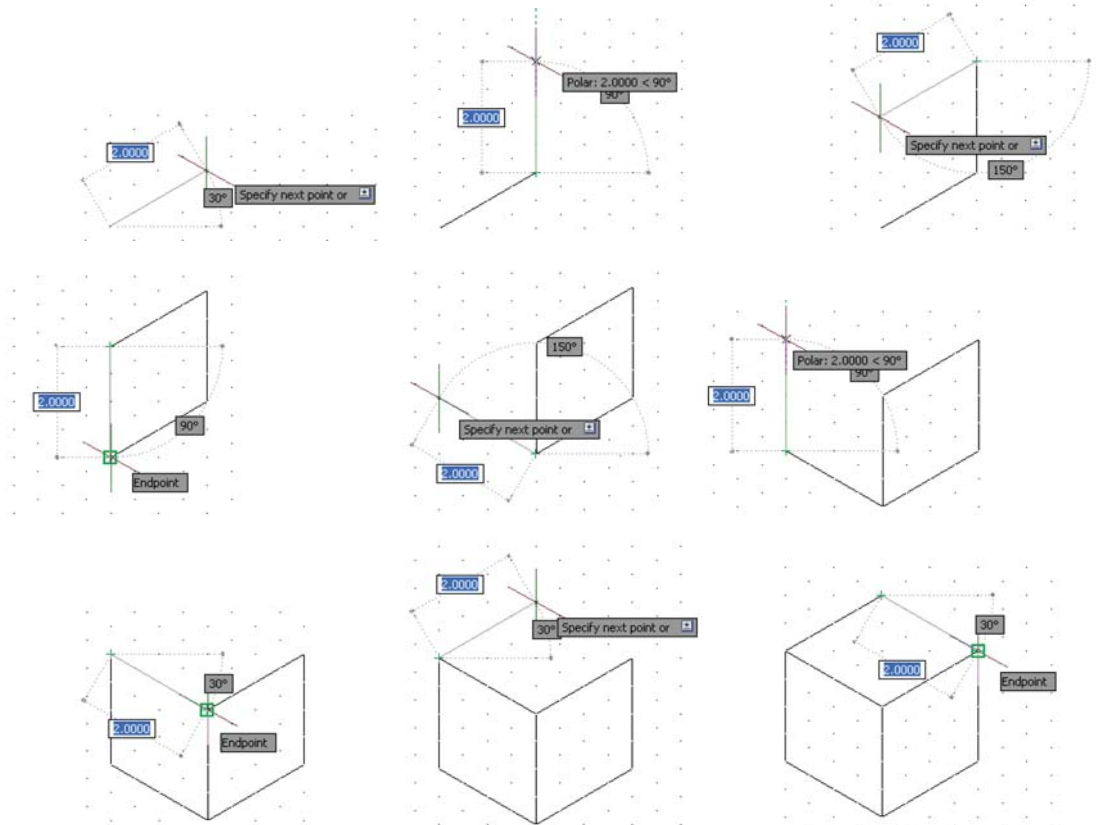 2.0000
30°
Specify next point or
Polar: 2.0000 < 90°
90°
2.0000
2.0000
Specify next point or
150°
2.0000
90°
Endpoint
150°
Specify next point or
2.0000
Polar: 2.0000 < 90°
90°
2.0000
30°
2.0000
Endpoint
2.0000
30°
Specify next point or
30°
2.0000
Endpoint